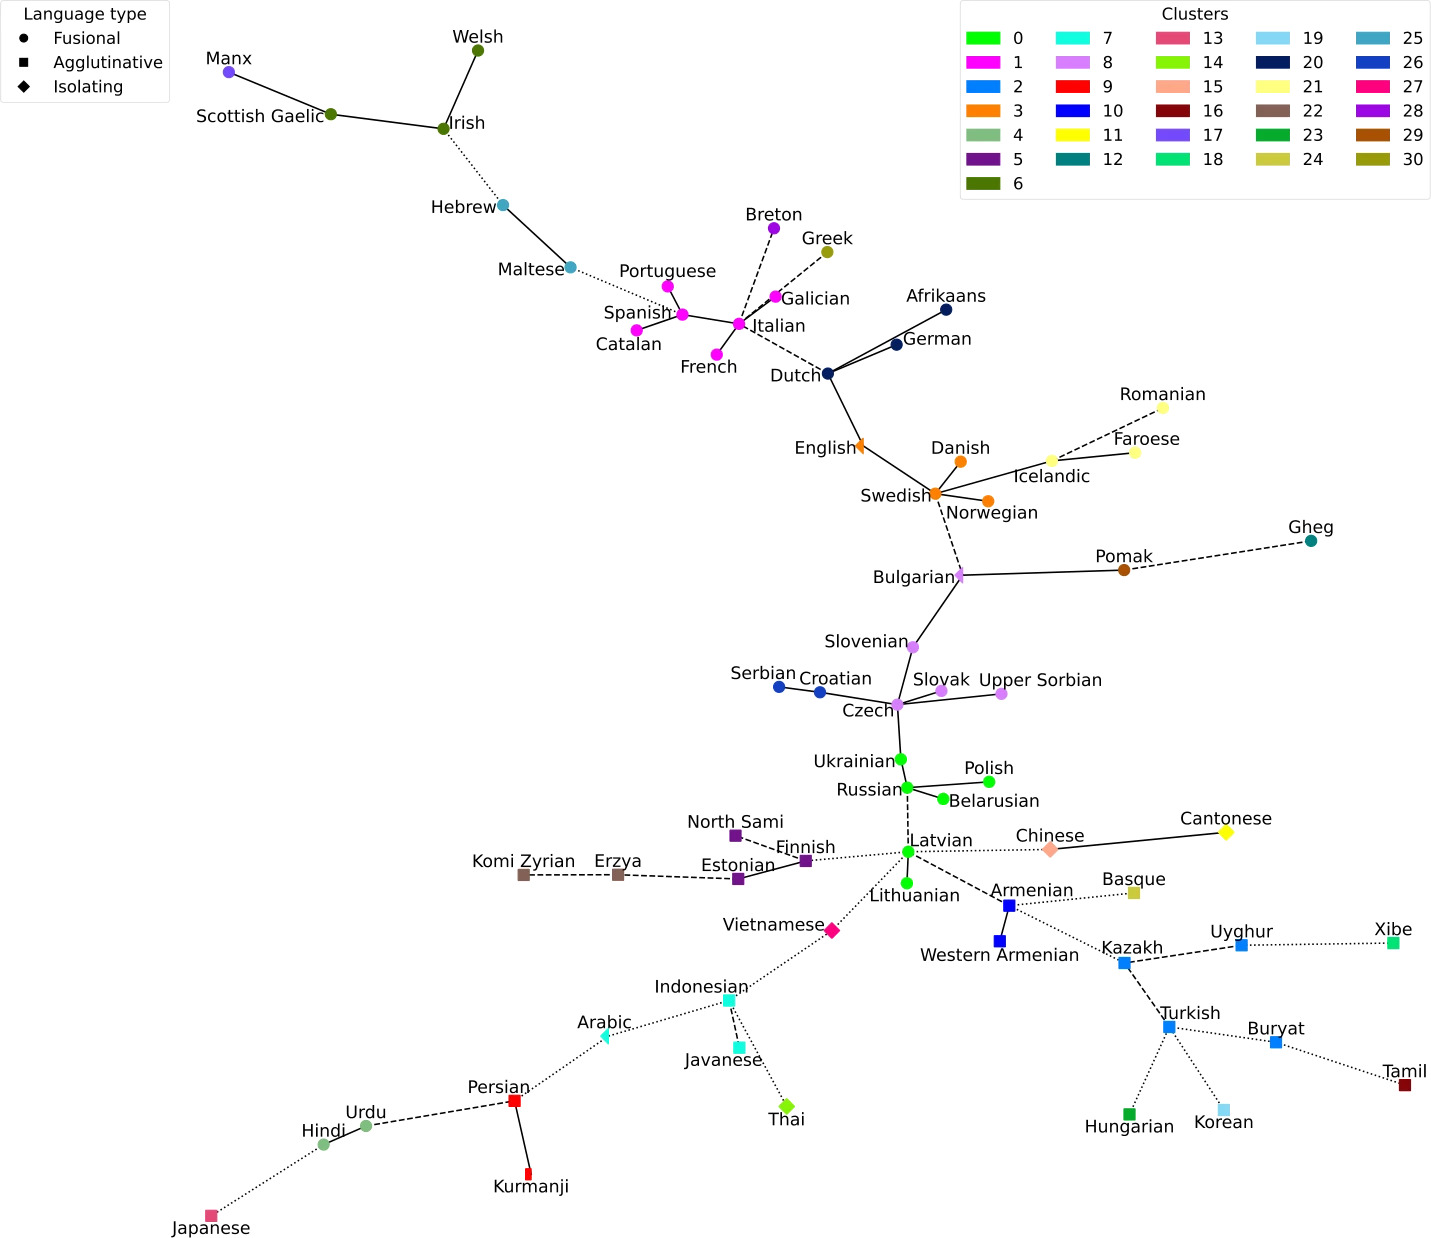 Language type
Fusional
Agglutinative
Isolating
Clusters
0 7 13 19 25
1 8 14 20 26
2 9 15 21 27
3 10 16 22 28
4 11 17 23 29
5 12 18 24 30
6
Welsh
Manx
Scottish Gaelic
Irish
Hebrew
Breton
Greek
Maltese
Portuguese
Galician
Afrikaans
Spanish
Italian
Catalan
German
French
Dutch
Romanian
Faroese
English
Danish
Icelandic
Swedish
Norwegian
Gheg
Pomak
Bulgarian
Slovenian
Serbian
Croatian
Slovak
Upper Sorbian
Czech
Ukrainian
Polish
Russian
Belarusian
North Sami
Cantonese
Chinese
Latvian
Finnish
Komi Zyrian
Erzya
Estonian
Basque
Armenian
Lithuanian
Vietnamese
Uyghur
Xibe
Kazakh
Western Armenian
Indonesian
Turkish
Arabic
Buryat
Javanese
Tamil
Persian
Urdu
Thai
Korean
Hungarian
Hindi
Kurmanji
Japanese